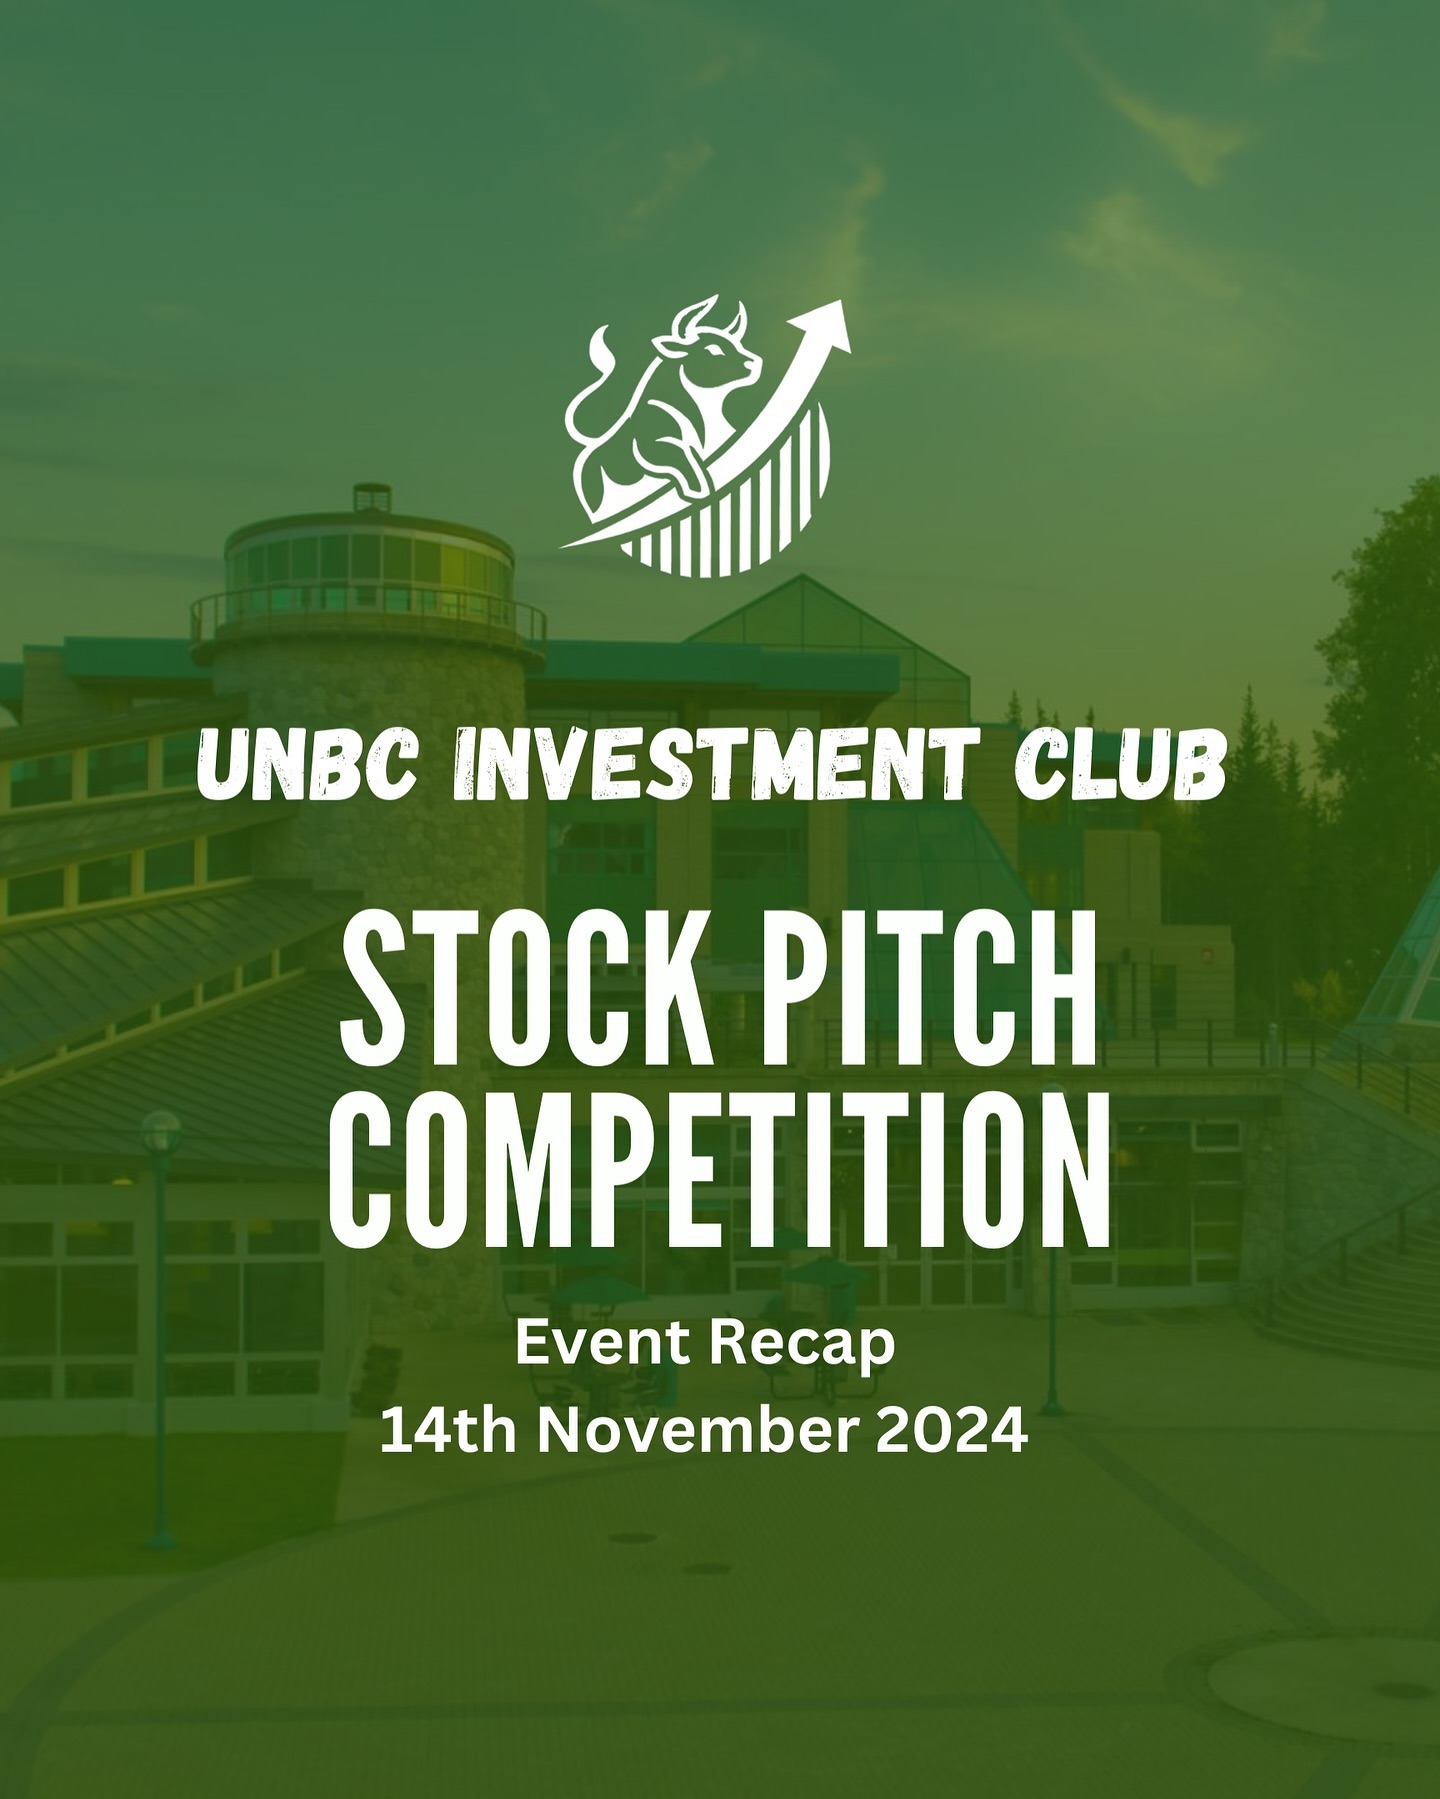 UNBC INVESTMENT CLUB
STOCK PITCH
COMPETITION
Event Recap
14th November 2024